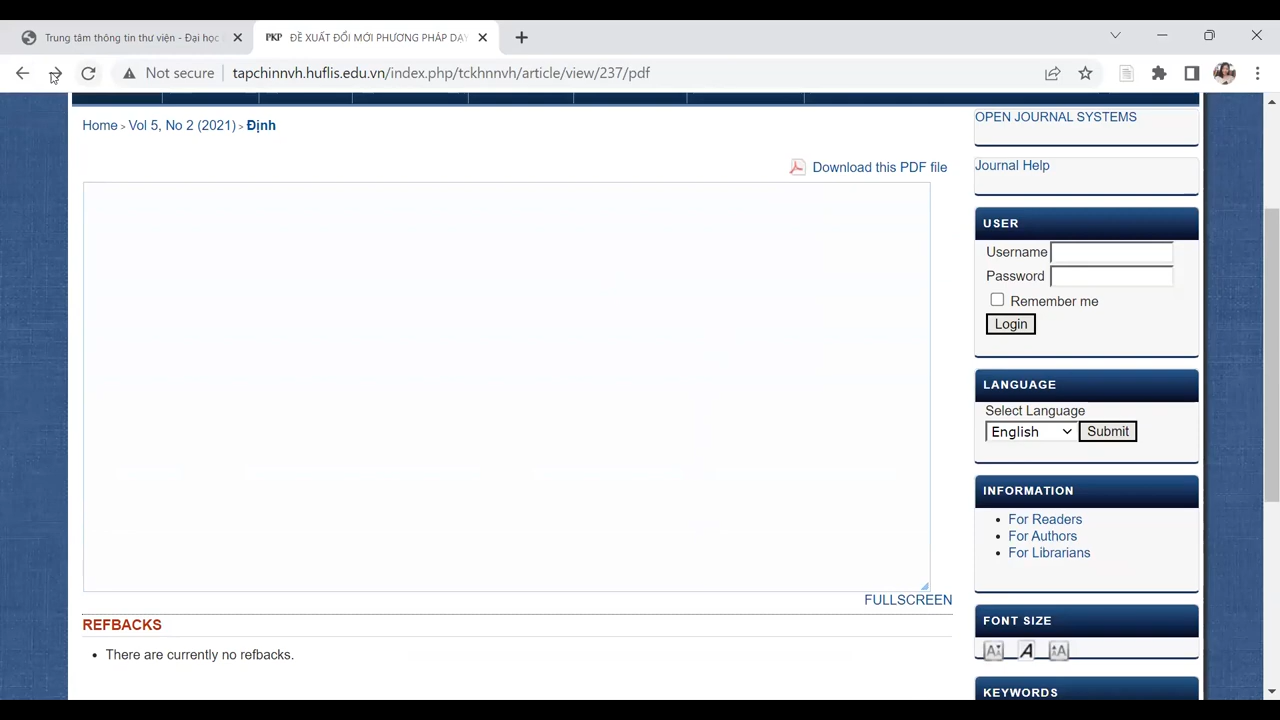 Trung tâm thông tin thư viện - Đại học
PKP ĐỀ XUẤT ĐỔI MỚI PHƯƠNG PHÁP DẠY
Not secure
tapchinnvh.huflis.edu.vn/index.php/tckhnnvh/article/view/237/pdf
Home > Vol 5, No 2 (2021) > Định
Download this PDF file
FULLSCREEN
REFBACKS
There are currently no refbacks.
OPEN JOURNAL SYSTEMS
Journal Help
USER
Username
Password
Remember me
Login
LANGUAGE
Select Language
English Submit
INFORMATION
For Readers
For Authors
For Librarians
FONT SIZE
A A A
KEYWORDS